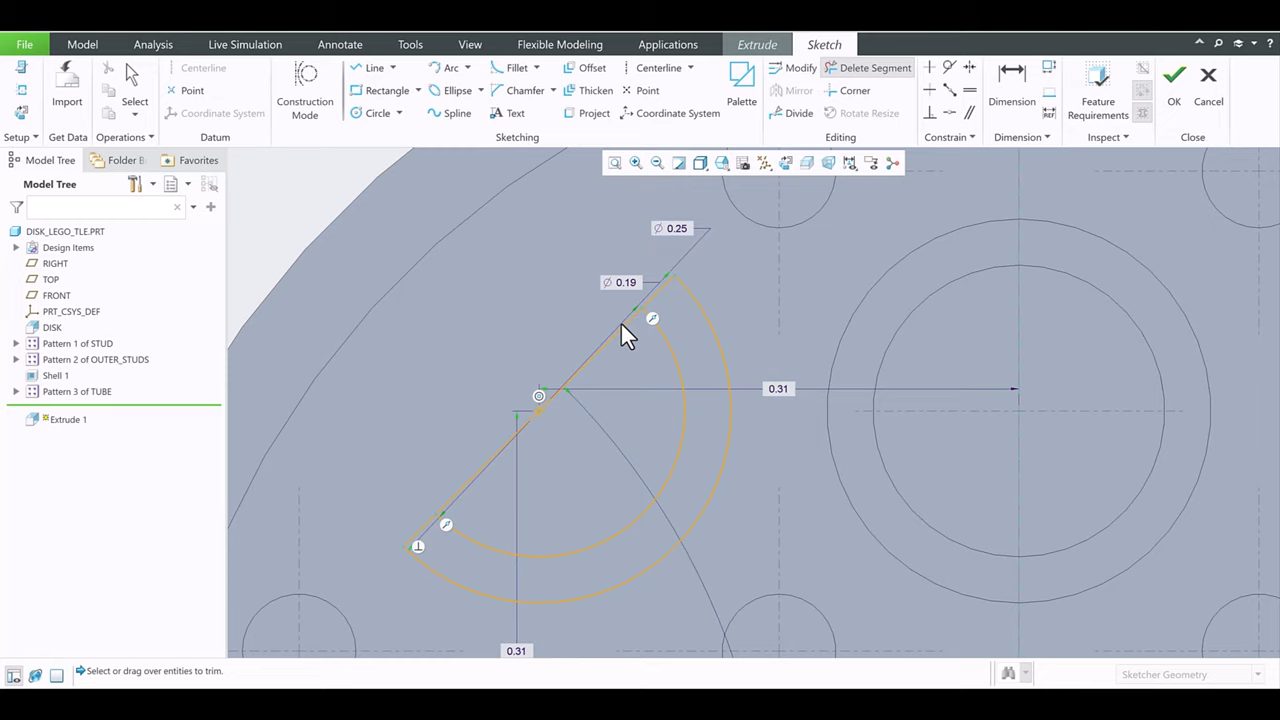 File Model Analysis Live Simulation Annotate Tools View Flexible Modeling Applications Extrude Sketch
Centerline Line Arc Fillet Offset Centerline Modify Delete Segment
Import Select Point Construction Mode Rectangle Ellipse Chamfer Thicken Point Palette Mirror Corner Dimension Feature Requirements OK Cancel
Coordinate System Circle Spline Text Project Coordinate System Divide Rotate Resize
Setup Get Data Operations Datum Sketching Editing Constrain Dimension Inspect Close
Model Tree Folder B Favorites
Model Tree
DISK_LEGO_TLE.PRT
Design Items
RIGHT
TOP
FRONT
PRT_CSYS_DEF
DISK
Pattern 1 of STUD
Pattern 2 of OUTER_STUDS
Shell 1
Pattern 3 of TUBE
Extrude 1
∅ 0.25
∅ 0.19
0.31
0.31
Select or drag over entities to trim.
Sketcher Geometry